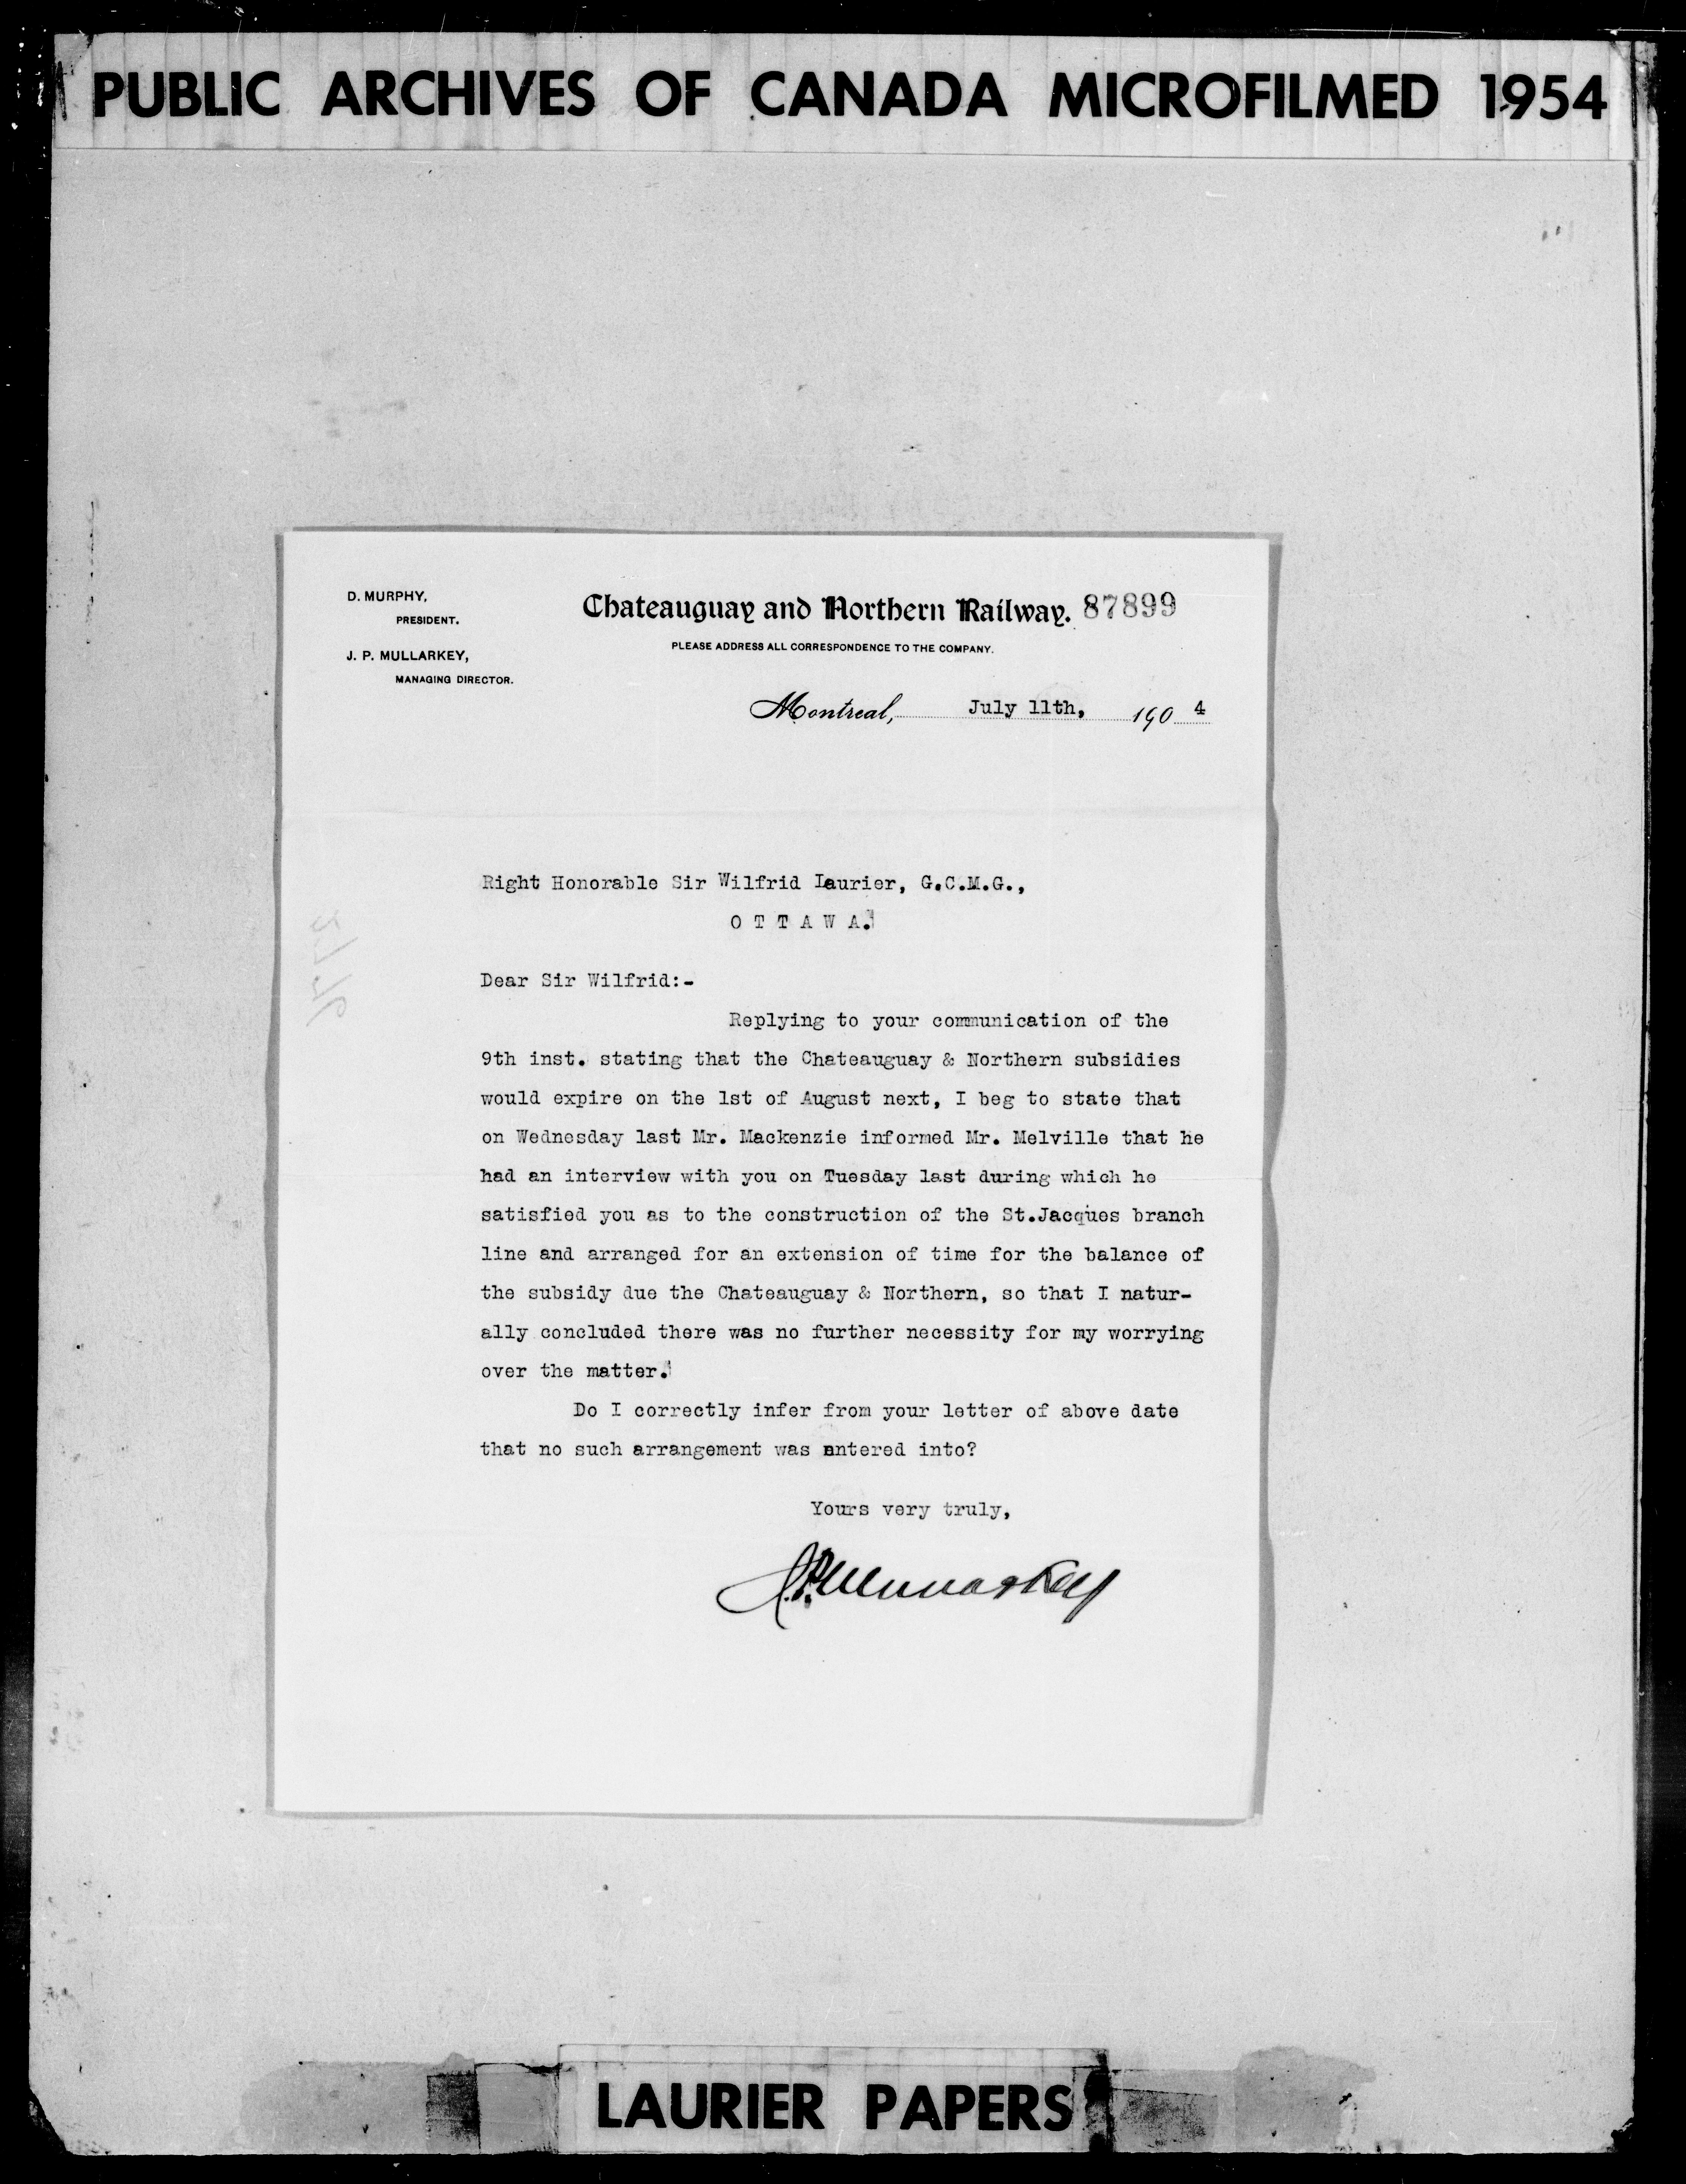 PUBLIC ARCHIVES OF CANADA MICROFILMED 1954
D. MURPHY,
PRESIDENT.
J. P. MULLARKEY,
MANAGING DIRECTOR.
Chateauguay and Northern Railway. 87899
PLEASE ADDRESS ALL CORRESPONDENCE TO THE COMPANY.
Montreal, July 11th, 190 4
Right Honorable Sir Wilfrid Laurier, G.C.M.G.,
O T T A W A.
Dear Sir Wilfrid:-
Replying to your communication of the
9th inst. stating that the Chateauguay & Northern subsidies
would expire on the 1st of August next, I beg to state that
on Wednesday last Mr. Mackenzie informed Mr. Melville that he
had an interview with you on Tuesday last during which he
satisfied you as to the construction of the St.Jacques branch
line and arranged for an extension of time for the balance of
the subsidy due the Chateauguay & Northern, so that I natur-
ally concluded there was no further necessity for my worrying
over the matter.
Do I correctly infer from your letter of above date
that no such arrangement was entered into?
Yours very truly,
J.P. Mullarkey
LAURIER PAPERS